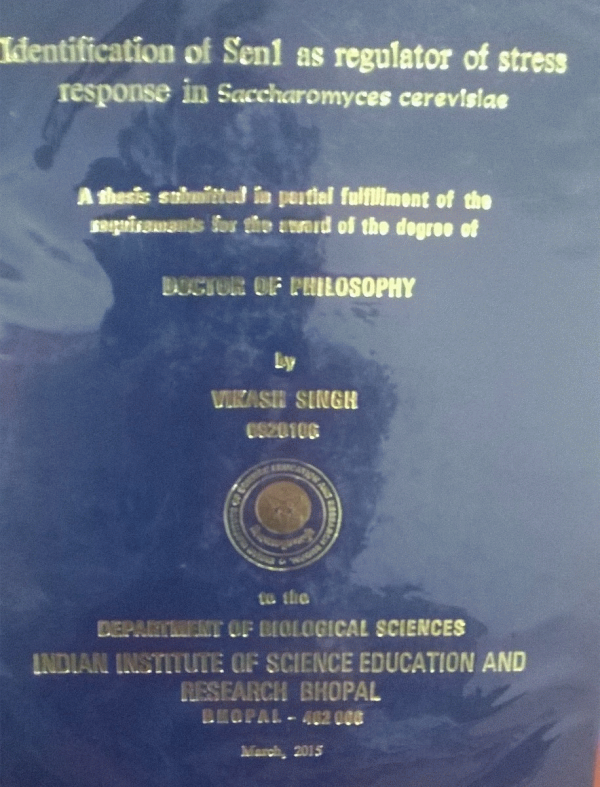 Identification of Sen1 as regulator of stress
response in Saccharomyces cerevisiae
A thesis submitted in partial fulfillment of the
requirements for the award of the degree of
DOCTOR OF PHILOSOPHY
by
VIKASH SINGH
0920106
to the
DEPARTMENT OF BIOLOGICAL SCIENCES
INDIAN INSTITUTE OF SCIENCE EDUCATION AND
RESEARCH BHOPAL
BHOPAL -
March, 2015